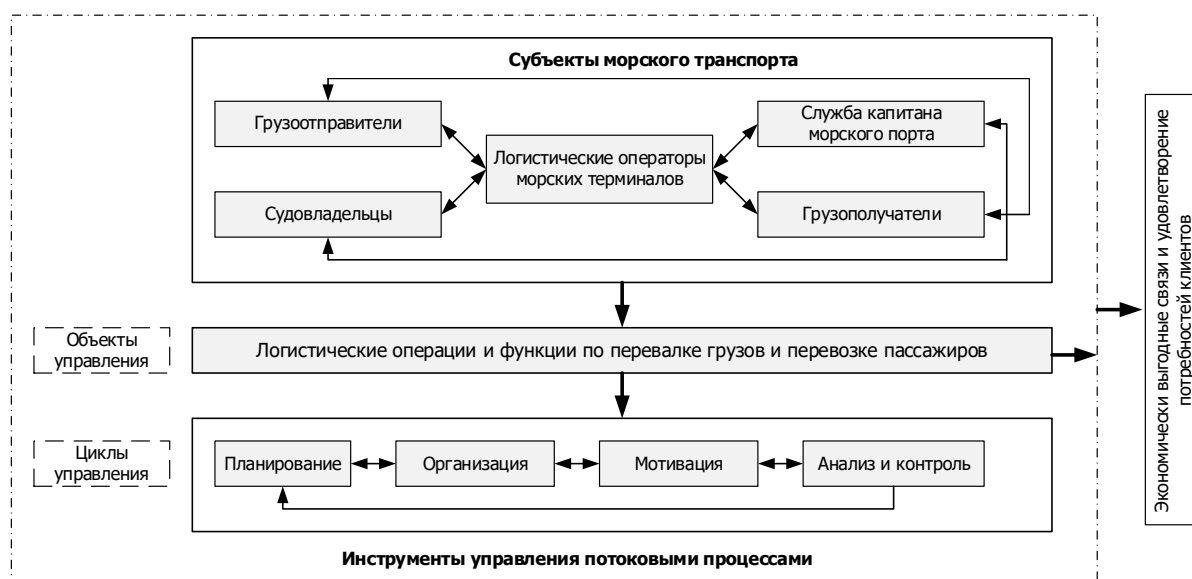 Субъекты морского транспорта
Грузоотправители
Служба капитана
морского порта
Логистические операторы
морских терминалов
Судовладельцы
Грузополучатели
Объекты
управления
Логистические операции и функции по перевалке грузов и перевозке пассажиров
Циклы
управления
Планирование
Организация
Мотивация
Анализ и контроль
Инструменты управления потоковыми процессами
Экономически выгодные связи и удовлетворение
потребностей клиентов